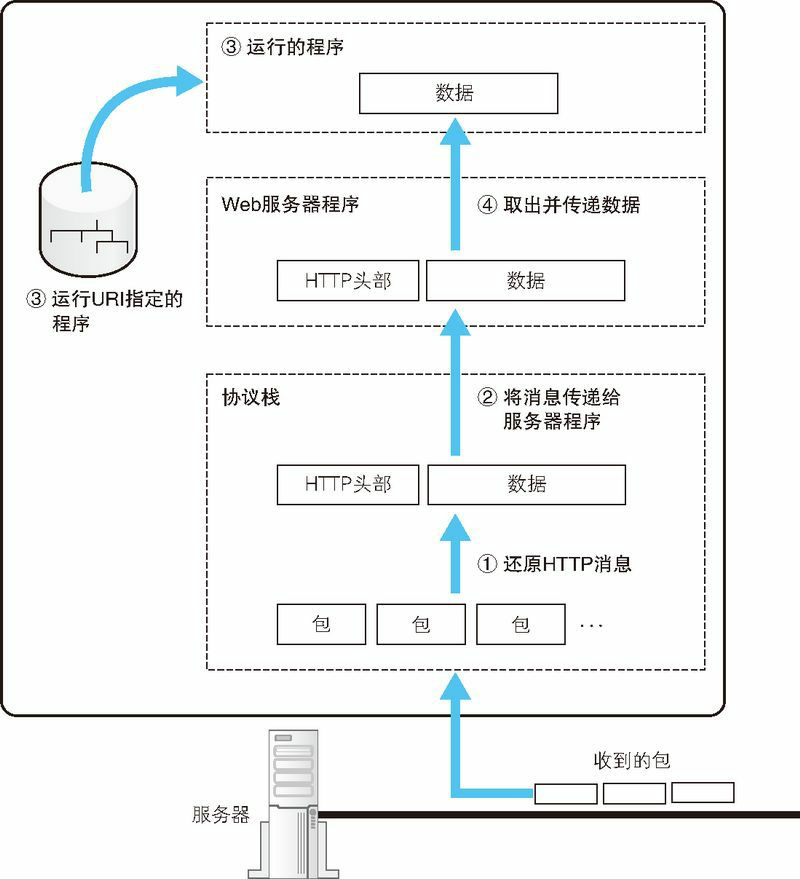 ③ 运行的程序
数据
Web服务器程序
④ 取出并传递数据
HTTP头部
数据
③ 运行URI指定的
程序
协议栈
② 将消息传递给
服务器程序
HTTP头部
数据
① 还原HTTP消息
包
包
包
···
收到的包
服务器